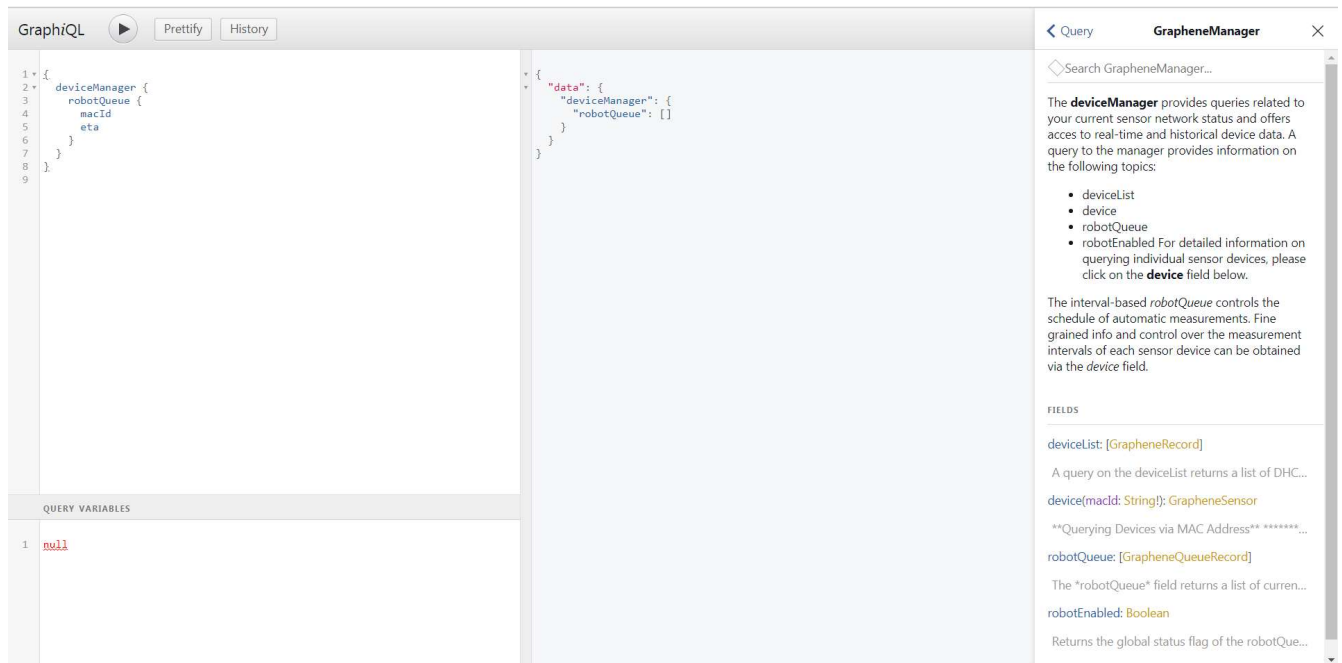 GraphiQL
Prettify
History
1 {
2 deviceManager {
3 robotQueue {
4 macId
5 eta
6 }
7 }
8 }
9
QUERY VARIABLES
1 null
{
"data": {
"deviceManager": {
"robotQueue": []
}
}
}
Query
GrapheneManager
Search GrapheneManager...
The deviceManager provides queries related to
your current sensor network status and offers
acces to real-time and historical device data. A
query to the manager provides information on
the following topics:
• deviceList
• device
• robotQueue
• robotEnabled For detailed information on
querying individual sensor devices, please
click on the device field below.
The interval-based robotQueue controls the
schedule of automatic measurements. Fine
grained info and control over the measurement
intervals of each sensor device can be obtained
via the device field.
FIELDS
deviceList: [GrapheneRecord]
A query on the deviceList returns a list of DHC...
device(macId: String!): GrapheneSensor
**Querying Devices via MAC Address** *******...
robotQueue: [GrapheneQueueRecord]
The *robotQueue* field returns a list of curren...
robotEnabled: Boolean
Returns the global status flag of the robotQue...